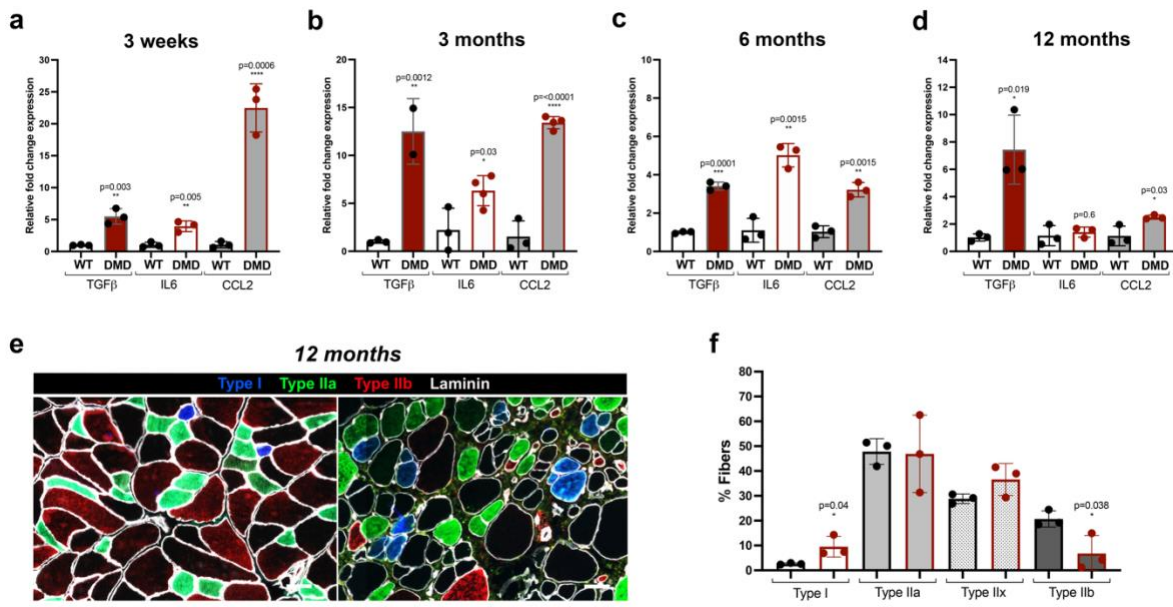 a
3 weeks
Relative fold change expression
30
25
20
15
10
5
0
p=0.003
**
p=0.005
**
p=0.0006
****
WT DMD WT DMD WT DMD
TGFβ IL6 CCL2
b
3 months
Relative fold change expression
20
15
10
5
0
p=0.0012
**
p=0.03
*
p=<0.0001
****
WT DMD WT DMD WT DMD
TGFβ IL6 CCL2
c
6 months
Relative fold change expression
10
8
6
4
2
0
p=0.0001
***
p=0.0015
**
p=0.0015
**
WT DMD WT DMD WT DMD
TGFβ IL6 CCL2
d
12 months
Relative fold change expression
14
12
10
8
6
4
2
0
p=0.019
*
p=0.6
p=0.03
*
WT DMD WT DMD WT DMD
TGFβ IL6 CCL2
e
12 months
Type I Type IIa Type IIb Laminin
f
% Fibers
80
70
60
50
40
30
20
10
0
p=0.04
*
p=0.038
*
Type I Type IIa Type IIx Type IIb